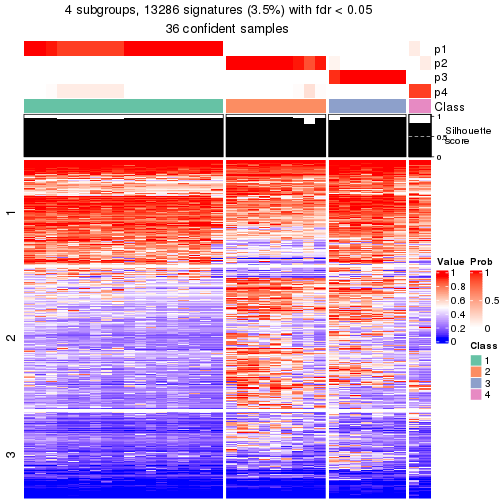 4 subgroups, 13286 signatures (3.5%) with fdr < 0.05
36 confident samples
p1
p2
p3
p4
Class
1
0.5
0
Silhouette
score
1
2
3
Value
1
0.8
0.6
0.4
0.2
0
Prob
1
0.5
0
Class
1
2
3
4